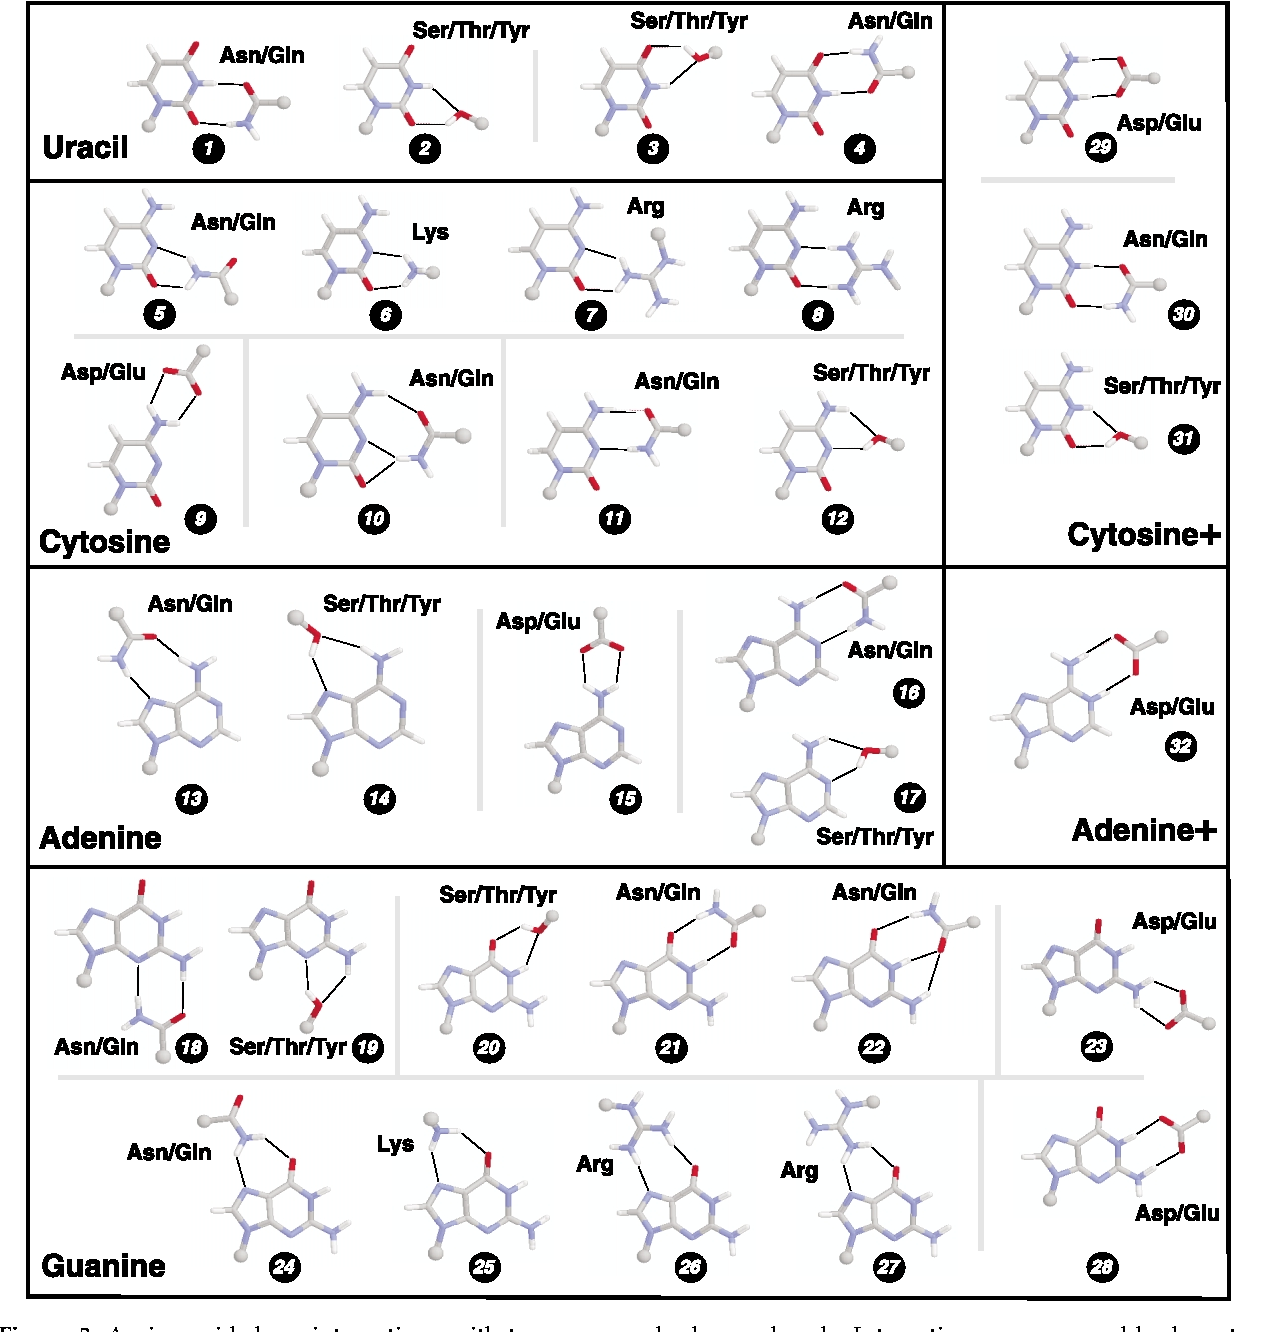 Asn/Gln
1
Ser/Thr/Tyr
2
Ser/Thr/Tyr
3
Asn/Gln
4
Uracil
Asp/Glu
29
Asn/Gln
5
Lys
6
Arg
7
Arg
8
Asn/Gln
30
Asp/Glu
9
Asn/Gln
10
Asn/Gln
11
Ser/Thr/Tyr
12
Cytosine
Ser/Thr/Tyr
31
Cytosine+
Asn/Gln
13
Ser/Thr/Tyr
14
Asp/Glu
15
Asn/Gln
16
17
Ser/Thr/Tyr
Adenine
Asp/Glu
32
Adenine+
Asn/Gln
18
Ser/Thr/Tyr
19
Ser/Thr/Tyr
20
Asn/Gln
21
Asn/Gln
22
Asp/Glu
23
Asn/Gln
24
Lys
25
Arg
26
Arg
27
Asp/Glu
28
Guanine